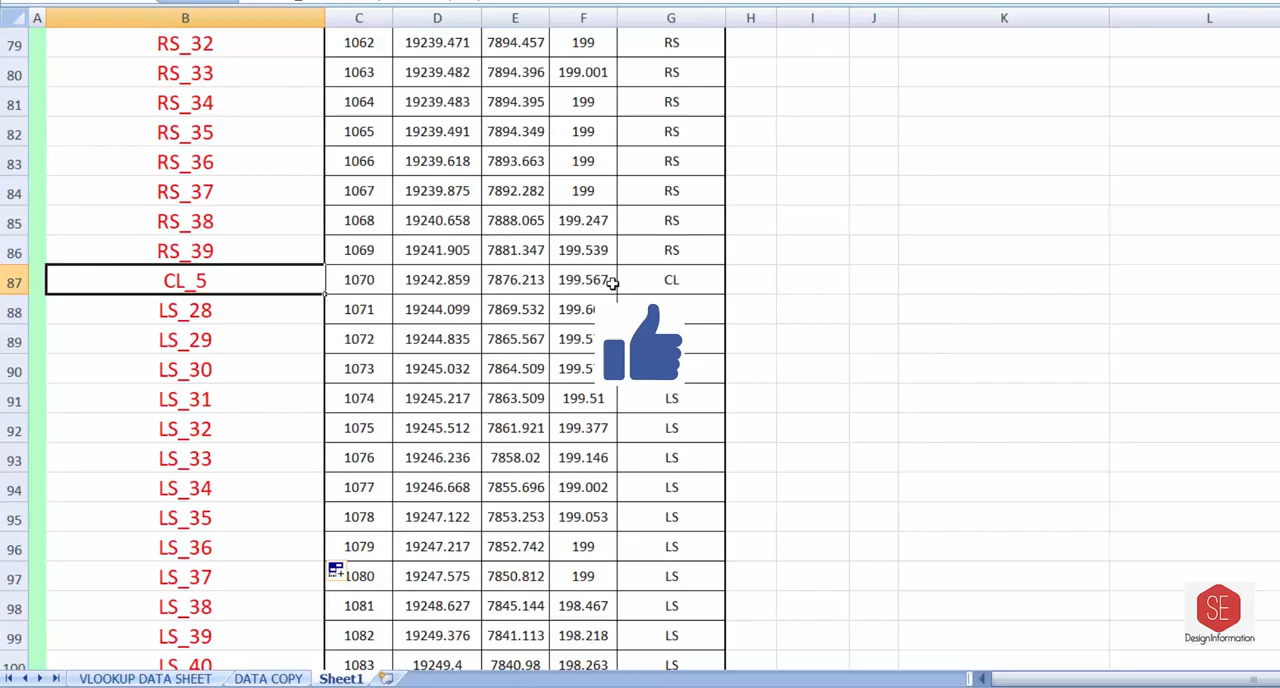 A B C D E F G H I J K L
79 RS_32 1062 19239.471 7894.457 199 RS
80 RS_33 1063 19239.482 7894.396 199.001 RS
81 RS_34 1064 19239.483 7894.395 199 RS
82 RS_35 1065 19239.491 7894.349 199 RS
83 RS_36 1066 19239.618 7893.663 199 RS
84 RS_37 1067 19239.875 7892.282 199 RS
85 RS_38 1068 19240.658 7888.065 199.247 RS
86 RS_39 1069 19241.905 7881.347 199.539 RS
87 CL_5 1070 19242.859 7876.213 199.567 CL
88 LS_28 1071 19244.099 7869.532
89 LS_29 1072 19244.835 7865.567
90 LS_30 1073 19245.032 7864.509
91 LS_31 1074 19245.217 7863.509 199.51 LS
92 LS_32 1075 19245.512 7861.921 199.377 LS
93 LS_33 1076 19246.236 7858.02 199.146 LS
94 LS_34 1077 19246.668 7855.696 199.002 LS
95 LS_35 1078 19247.122 7853.253 199.053 LS
96 LS_36 1079 19247.217 7852.742 199 LS
97 LS_37 1080 19247.575 7850.812 199 LS
98 LS_38 1081 19248.627 7845.144 198.467 LS
99 LS_39 1082 19249.376 7841.113 198.218 LS
100 LS_40 1083 19249.4 7840.98 198.263 LS
SE
DesignInformation
VLOOKUP DATA SHEET DATA COPY Sheet1